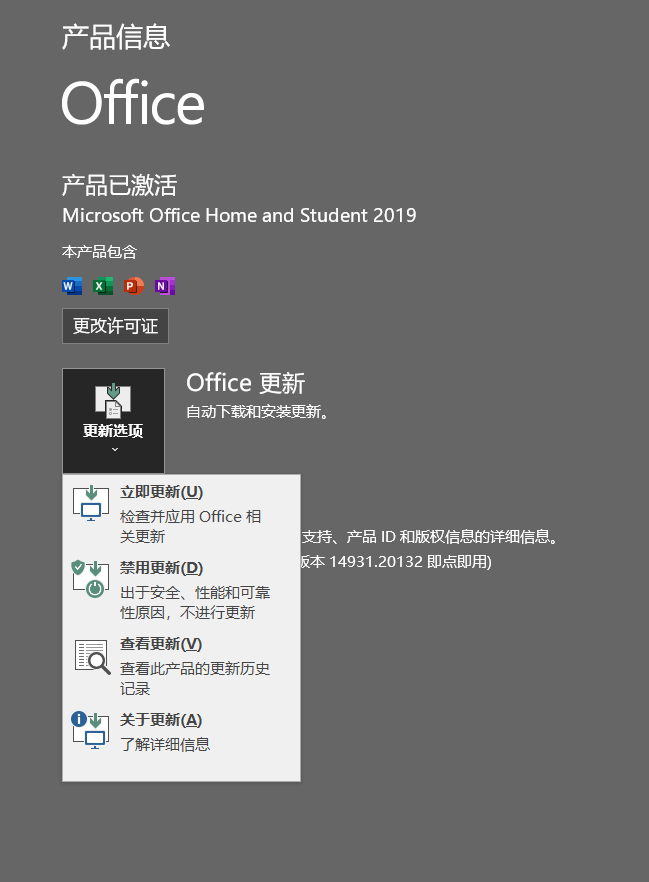 产品信息
Office
产品已激活
Microsoft Office Home and Student 2019
本产品包含
W X P N
更改许可证
Office 更新
自动下载和安装更新。
更新选项
立即更新(U)
检查并应用 Office 相
关更新
支持、产品 ID 和版权信息的详细信息。
版本 14931.20132 即点即用)
禁用更新(D)
出于安全、性能和可靠
性原因，不进行更新
查看更新(V)
查看此产品的更新历史
记录
关于更新(A)
了解详细信息